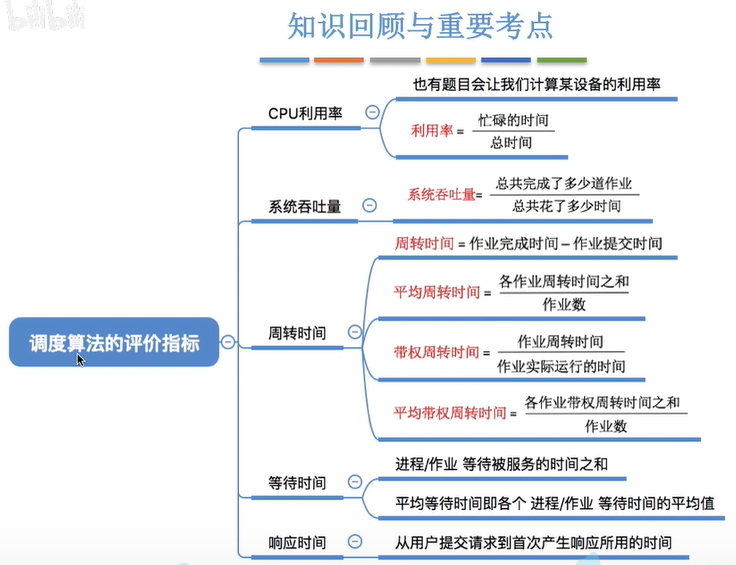 bilibili
知识回顾与重要考点
调度算法的评价指标
CPU利用率
也有题目会让我们计算某设备的利用率
利用率 = 忙碌的时间
总时间
系统吞吐量
系统吞吐量= 总共完成了多少道作业
总共花了多少时间
周转时间
周转时间 = 作业完成时间 – 作业提交时间
平均周转时间 = 各作业周转时间之和
作业数
带权周转时间 = 作业周转时间
作业实际运行的时间
平均带权周转时间 = 各作业带权周转时间之和
作业数
等待时间
进程/作业 等待被服务的时间之和
平均等待时间即各个 进程/作业 等待时间的平均值
响应时间
从用户提交请求到首次产生响应所用的时间